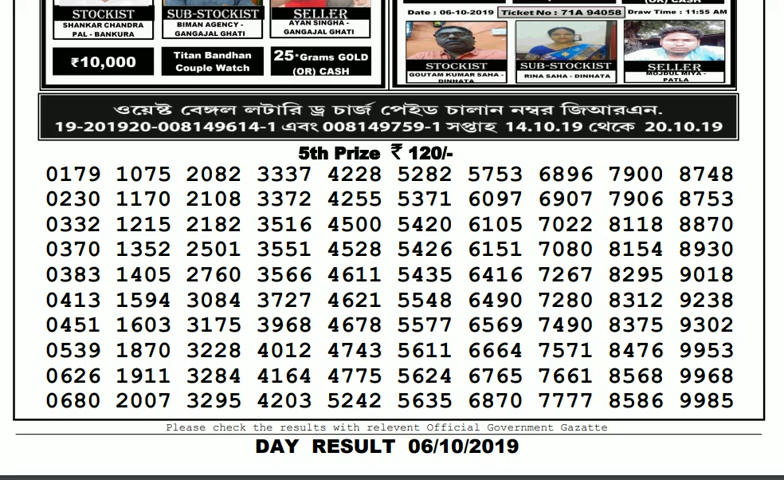 (OR) CASH
Date : 06-10-2019 Ticket No : 71A 94058 Draw Time : 11:55 AM
STOCKIST SUB-STOCKIST SELLER
SHANKAR CHANDRA PAL - BANKURA
BIMAN AGENCY - GANGAJAL GHATI
AYAN SINGHA - GANGAJAL GHATI
₹10,000
Titan Bandhan Couple Watch
25*Grams GOLD (OR) CASH
STOCKIST SUB-STOCKIST SELLER
GOUTAM KUMAR SAHA - DINHATA
RINA SAHA - DINHATA
MOJDUL MIYA - PATLA
ওয়েষ্ট বেঙ্গল লটারি ড্র চার্জ পেইড চালান নম্বর জিআরএন.
19-201920-008149614-1 এবং 008149759-1 সপ্তাহ 14.10.19 থেকে 20.10.19
5th Prize ₹ 120/-
0179 1075 2082 3337 4228 5282 5753 6896 7900 8748
0230 1170 2108 3372 4255 5371 6097 6907 7906 8753
0332 1215 2182 3516 4500 5420 6105 7022 8118 8870
0370 1352 2501 3551 4528 5426 6151 7080 8154 8930
0383 1405 2760 3566 4611 5435 6416 7267 8295 9018
0413 1594 3084 3727 4621 5548 6490 7280 8312 9238
0451 1603 3175 3968 4678 5577 6569 7490 8375 9302
0539 1870 3228 4012 4743 5611 6664 7571 8476 9953
0626 1911 3284 4164 4775 5624 6765 7661 8568 9968
0680 2007 3295 4203 5242 5635 6870 7777 8586 9985
Please check the results with relevent Official Government Gazatte
DAY RESULT 06/10/2019